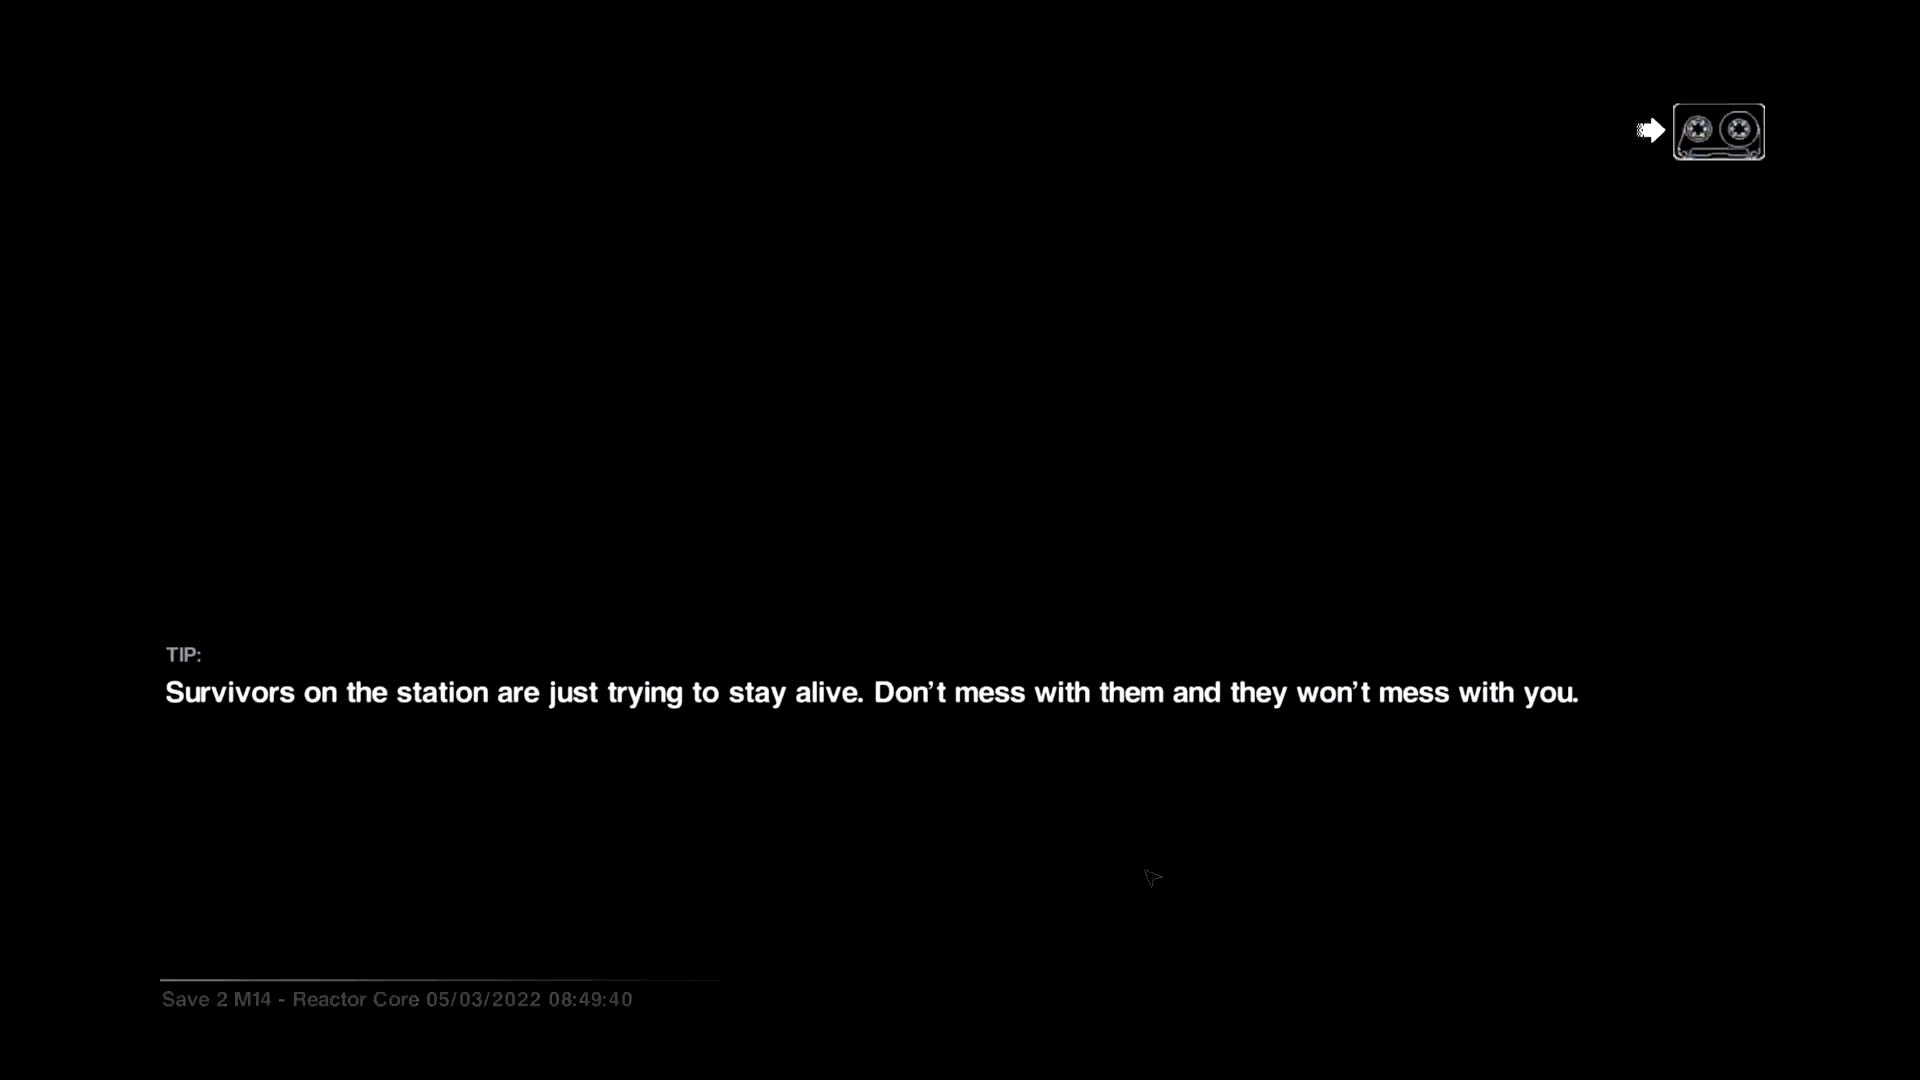 TIP:
Survivors on the station are just trying to stay alive. Don’t mess with them and they won’t mess with you.
Save 2 M14 - Reactor Core 05/03/2022 08:49:40